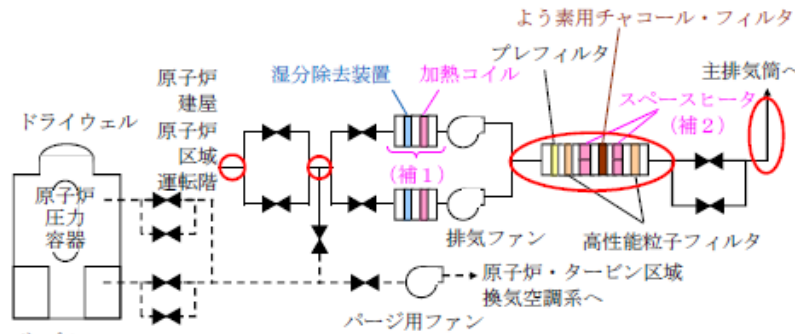 よう素用チャコール・フィルタ
プレフィルタ
主排気筒へ
原子炉
建屋
湿分除去装置
加熱コイル
スペースヒータ
(補2)
ドライウェル
原子炉
区域
運転階
(補1)
原子炉
圧力
容器
排気ファン
高性能粒子フィルタ
原子炉・タービン区域
換気空調系へ
パージ用ファン